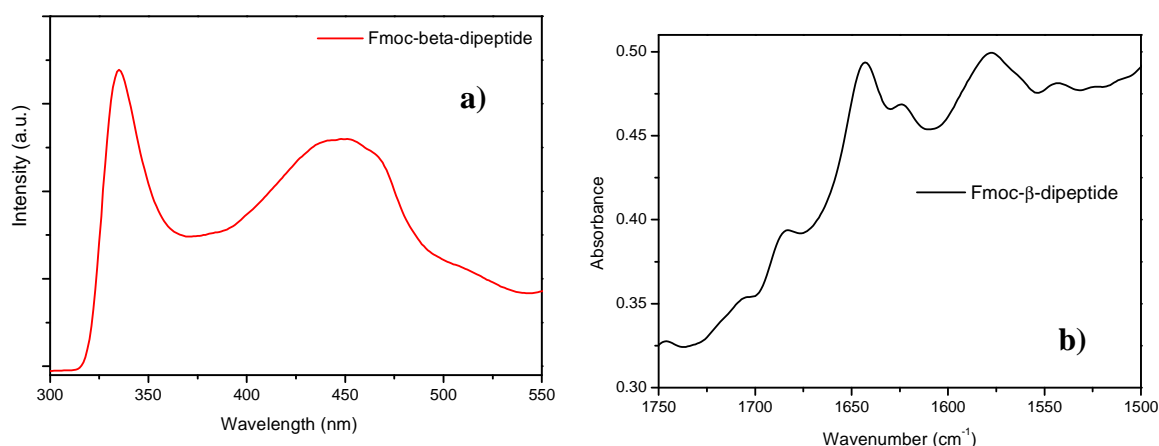 Fmoc-beta-dipeptide
a)
Intensity (a.u.)
300 350 400 450 500 550
Wavelength (nm)
0.50
0.45
0.40
0.35
0.30
Absorbance
Fmoc-β-dipeptide
b)
1750 1700 1650 1600 1550 1500
Wavenumber (cm⁻¹)